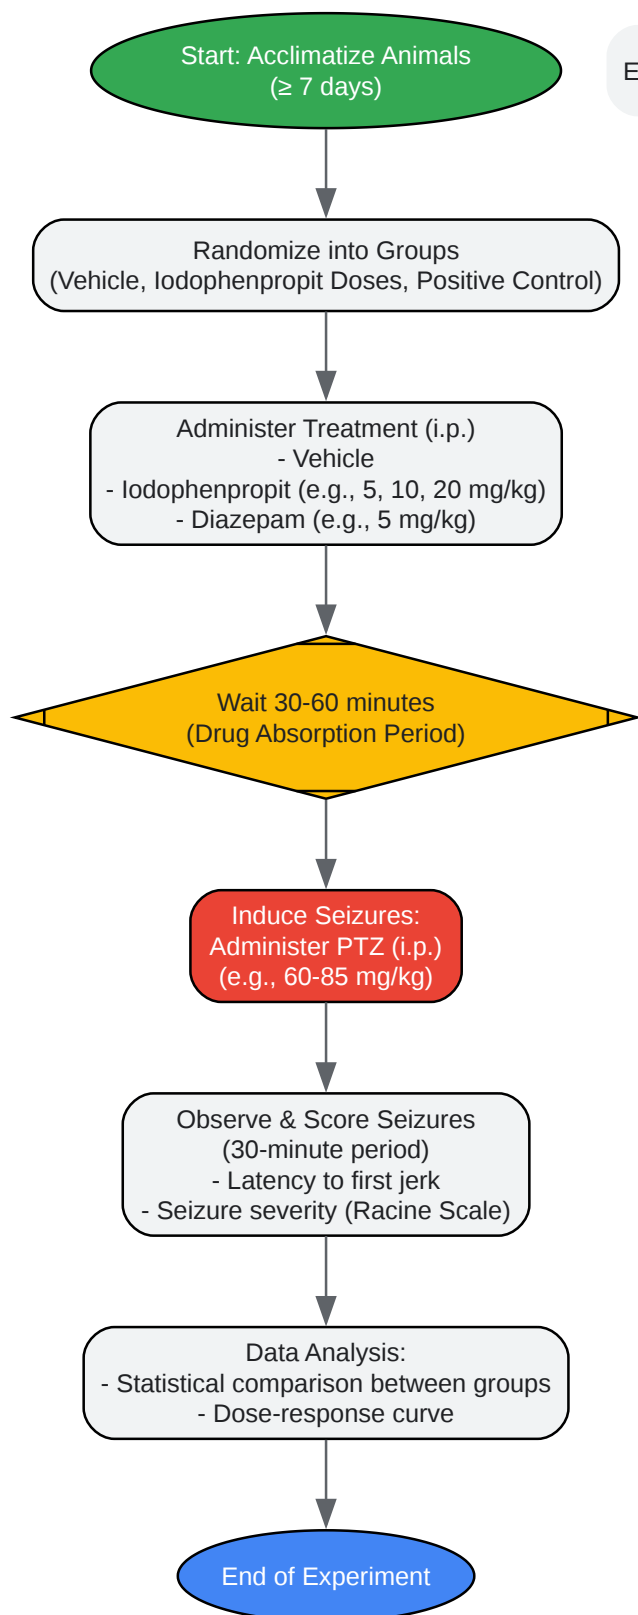 Start: Acclimatize Animals
(≥ 7 days)
E
Randomize into Groups
(Vehicle, Iodophenpropit Doses, Positive Control)
Administer Treatment (i.p.)
- Vehicle
- Iodophenpropit (e.g., 5, 10, 20 mg/kg)
- Diazepam (e.g., 5 mg/kg)
Wait 30-60 minutes
(Drug Absorption Period)
Induce Seizures:
Administer PTZ (i.p.)
(e.g., 60-85 mg/kg)
Observe & Score Seizures
(30-minute period)
- Latency to first jerk
- Seizure severity (Racine Scale)
Data Analysis:
- Statistical comparison between groups
- Dose-response curve
End of Experiment